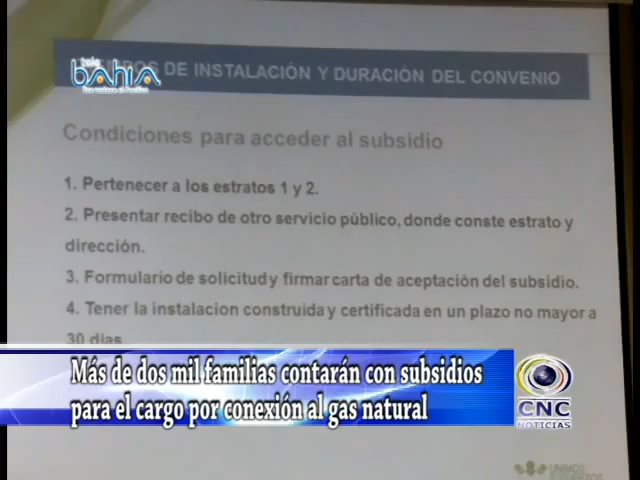 tele
BAHIA
DE INSTALACIÓN Y DURACIÓN DEL CONVENIO
Condiciones para acceder al subsidio
1. Pertenecer a los estratos 1 y 2.
2. Presentar recibo de otro servicio público, donde conste estrato y
dirección.
3. Formulario de solicitud y firmar carta de aceptación del subsidio.
4. Tener la instalacion construida y certificada en un plazo no mayor a
30 dias
Más de dos mil familias contarán con subsidios
para el cargo por conexión al gas natural
CNC
NOTICIAS
UNIMOS